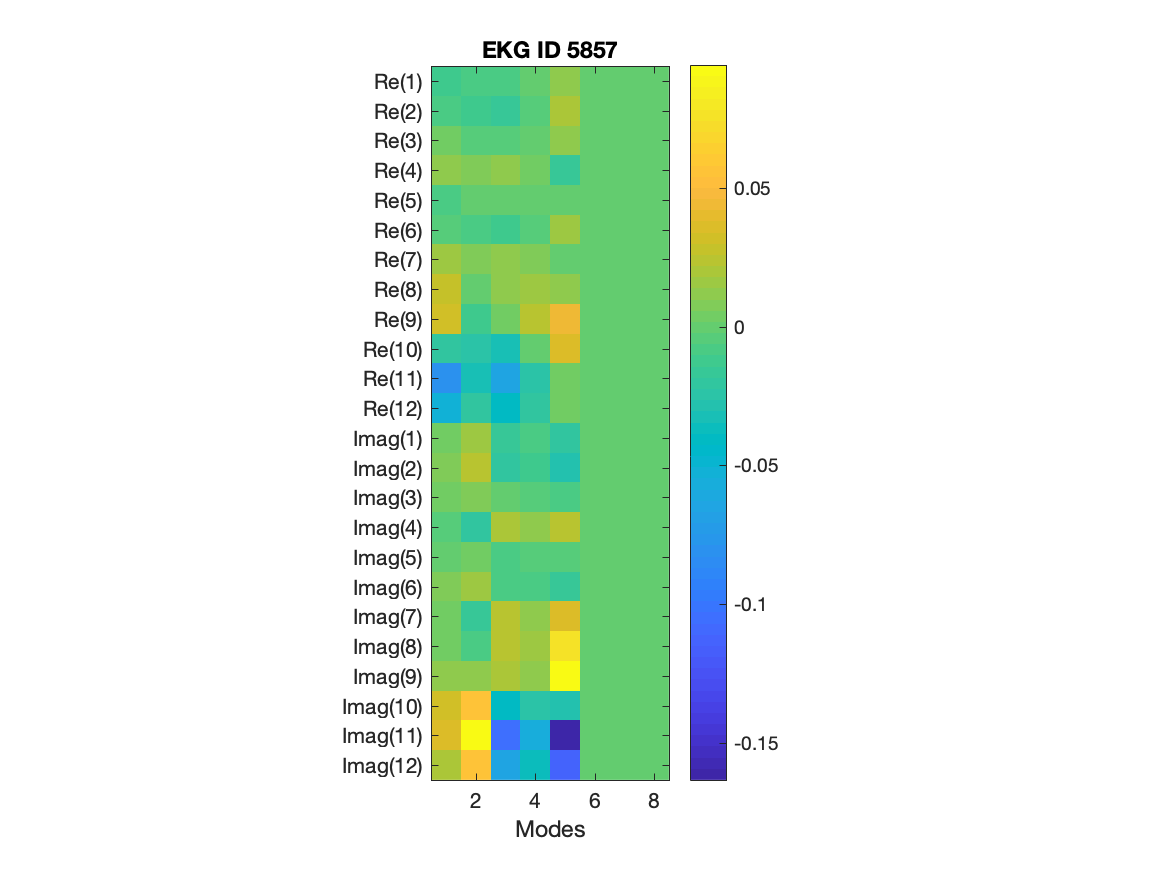 EKG ID 5857
Re(1)
Re(2)
Re(3)
Re(4)
Re(5)
Re(6)
Re(7)
Re(8)
Re(9)
Re(10)
Re(11)
Re(12)
Imag(1)
Imag(2)
Imag(3)
Imag(4)
Imag(5)
Imag(6)
Imag(7)
Imag(8)
Imag(9)
Imag(10)
Imag(11)
Imag(12)
2 4 6 8
Modes
0.05
0
-0.05
-0.1
-0.15